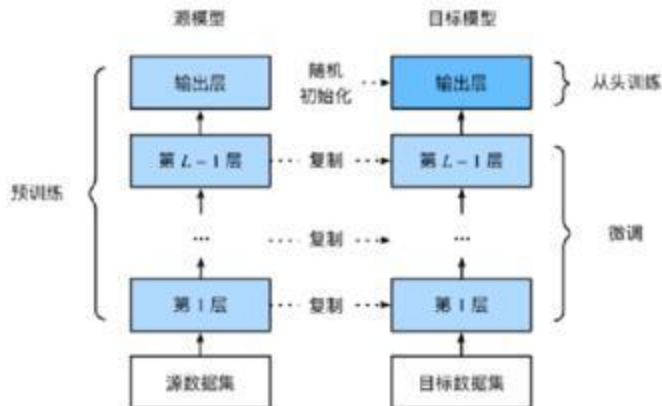 源模型
目标模型
输出层
随机
初始化
输出层
从头训练
第 L - 1 层
复制
第 L - 1 层
预训练
...
复制
...
微调
第 1 层
复制
第 1 层
源数据集
目标数据集